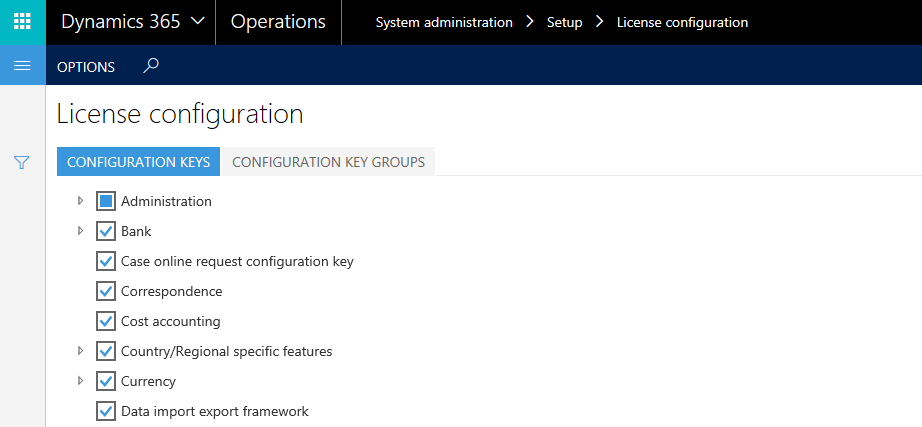 Dynamics 365 Operations System administration Setup License configuration
OPTIONS
License configuration
CONFIGURATION KEYS CONFIGURATION KEY GROUPS
Administration
Bank
Case online request configuration key
Correspondence
Cost accounting
Country/Regional specific features
Currency
Data import export framework